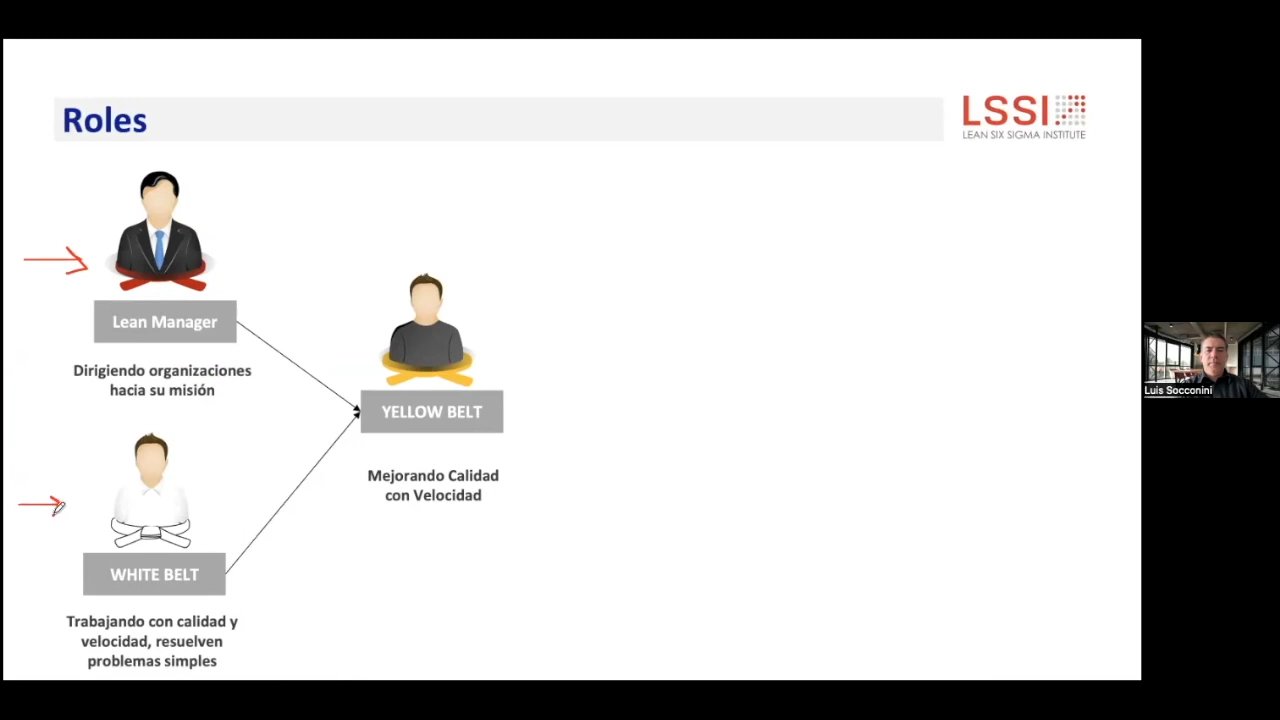 Roles
LSSI
LEAN SIX SIGMA INSTITUTE
Lean Manager
Dirigiendo organizaciones
hacia su misión
YELLOW BELT
Mejorando Calidad
con Velocidad
WHITE BELT
Trabajando con calidad y
velocidad, resuelven
problemas simples
Luis Socconini